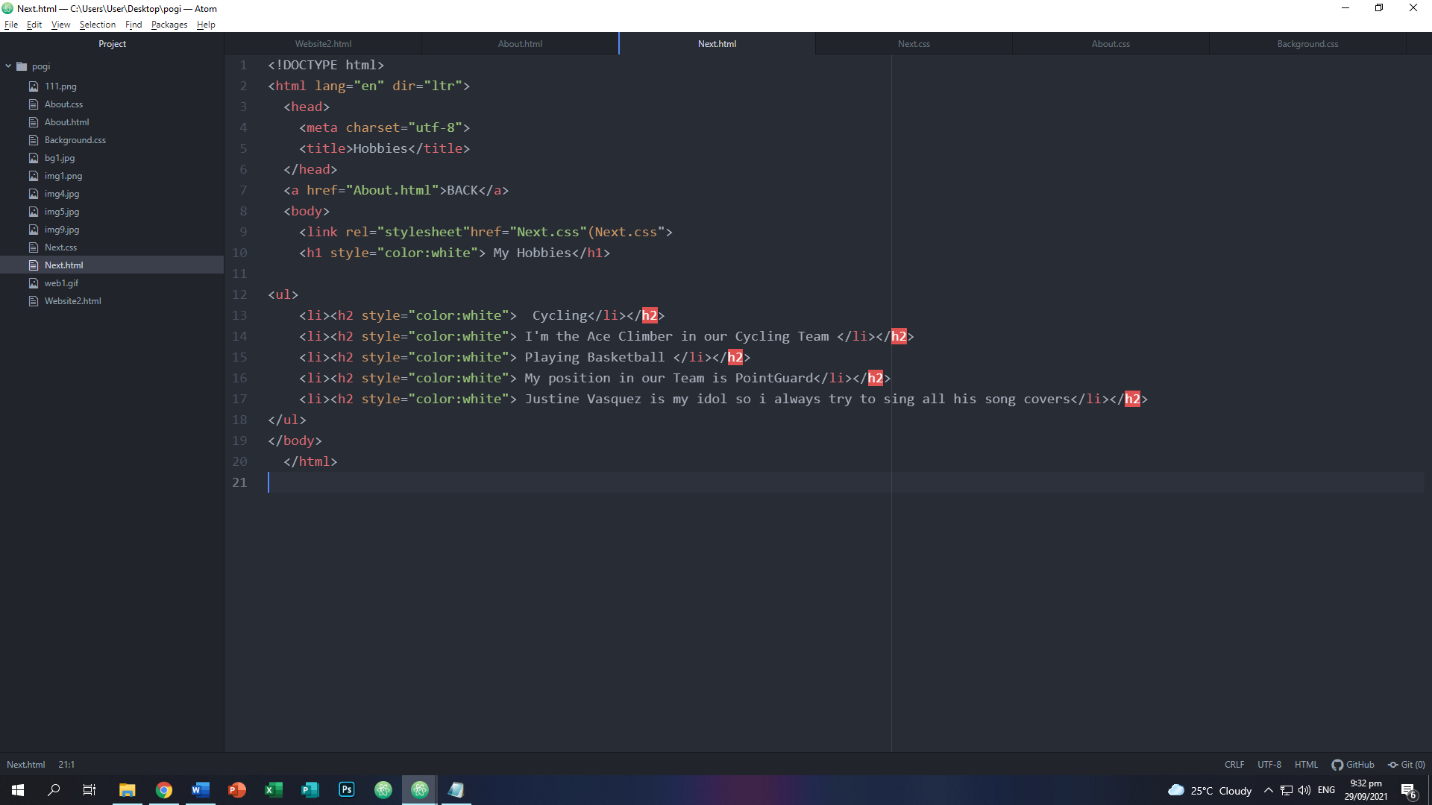 Next.html — C:\Users\User\Desktop\pogi — Atom
File Edit View Selection Find Packages Help
Project
Website2.html About.html Next.html Next.css About.css Background.css
pogi
111.png
About.css
About.html
Background.css
bg1.jpg
img1.png
img4.jpg
img5.jpg
img9.jpg
Next.css
Next.html
web1.gif
Website2.html
1 <!DOCTYPE html>
2 <html lang="en" dir="ltr">
3 <head>
4 <meta charset="utf-8">
5 <title>Hobbies</title>
6 </head>
7 <a href="About.html">BACK</a>
8 <body>
9 <link rel="stylesheet"href="Next.css"(Next.css">
10 <h1 style="color:white"> My Hobbies</h1>
11
12 <ul>
13 <li><h2 style="color:white">  Cycling</li></h2>
14 <li><h2 style="color:white"> I'm the Ace Climber in our Cycling Team </li></h2>
15 <li><h2 style="color:white"> Playing Basketball </li></h2>
16 <li><h2 style="color:white"> My position in our Team is PointGuard</li></h2>
17 <li><h2 style="color:white"> Justine Vasquez is my idol so i always try to sing all his song covers</li></h2>
18 </ul>
19 </body>
20 </html>
21
Next.html 21:1 CRLF UTF-8 HTML GitHub Git (0)
25°C Cloudy ENG 9:32 pm
29/09/2021
6
W P X P Ps